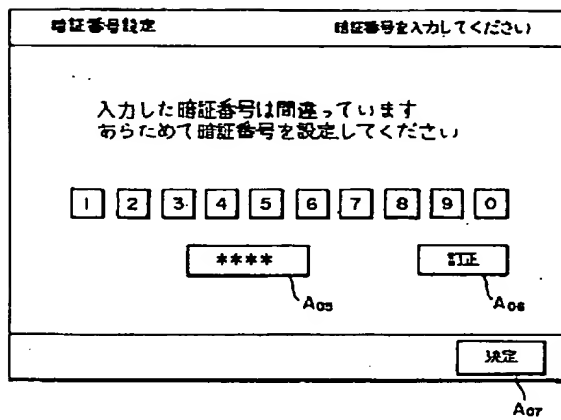 暗証番号設定 暗証番号を入力してください
入力した暗証番号は間違っています
あらためて暗証番号を設定してください
1 2 3 4 5 6 7 8 9 0
**** 訂正
A05 A06
決定
A07